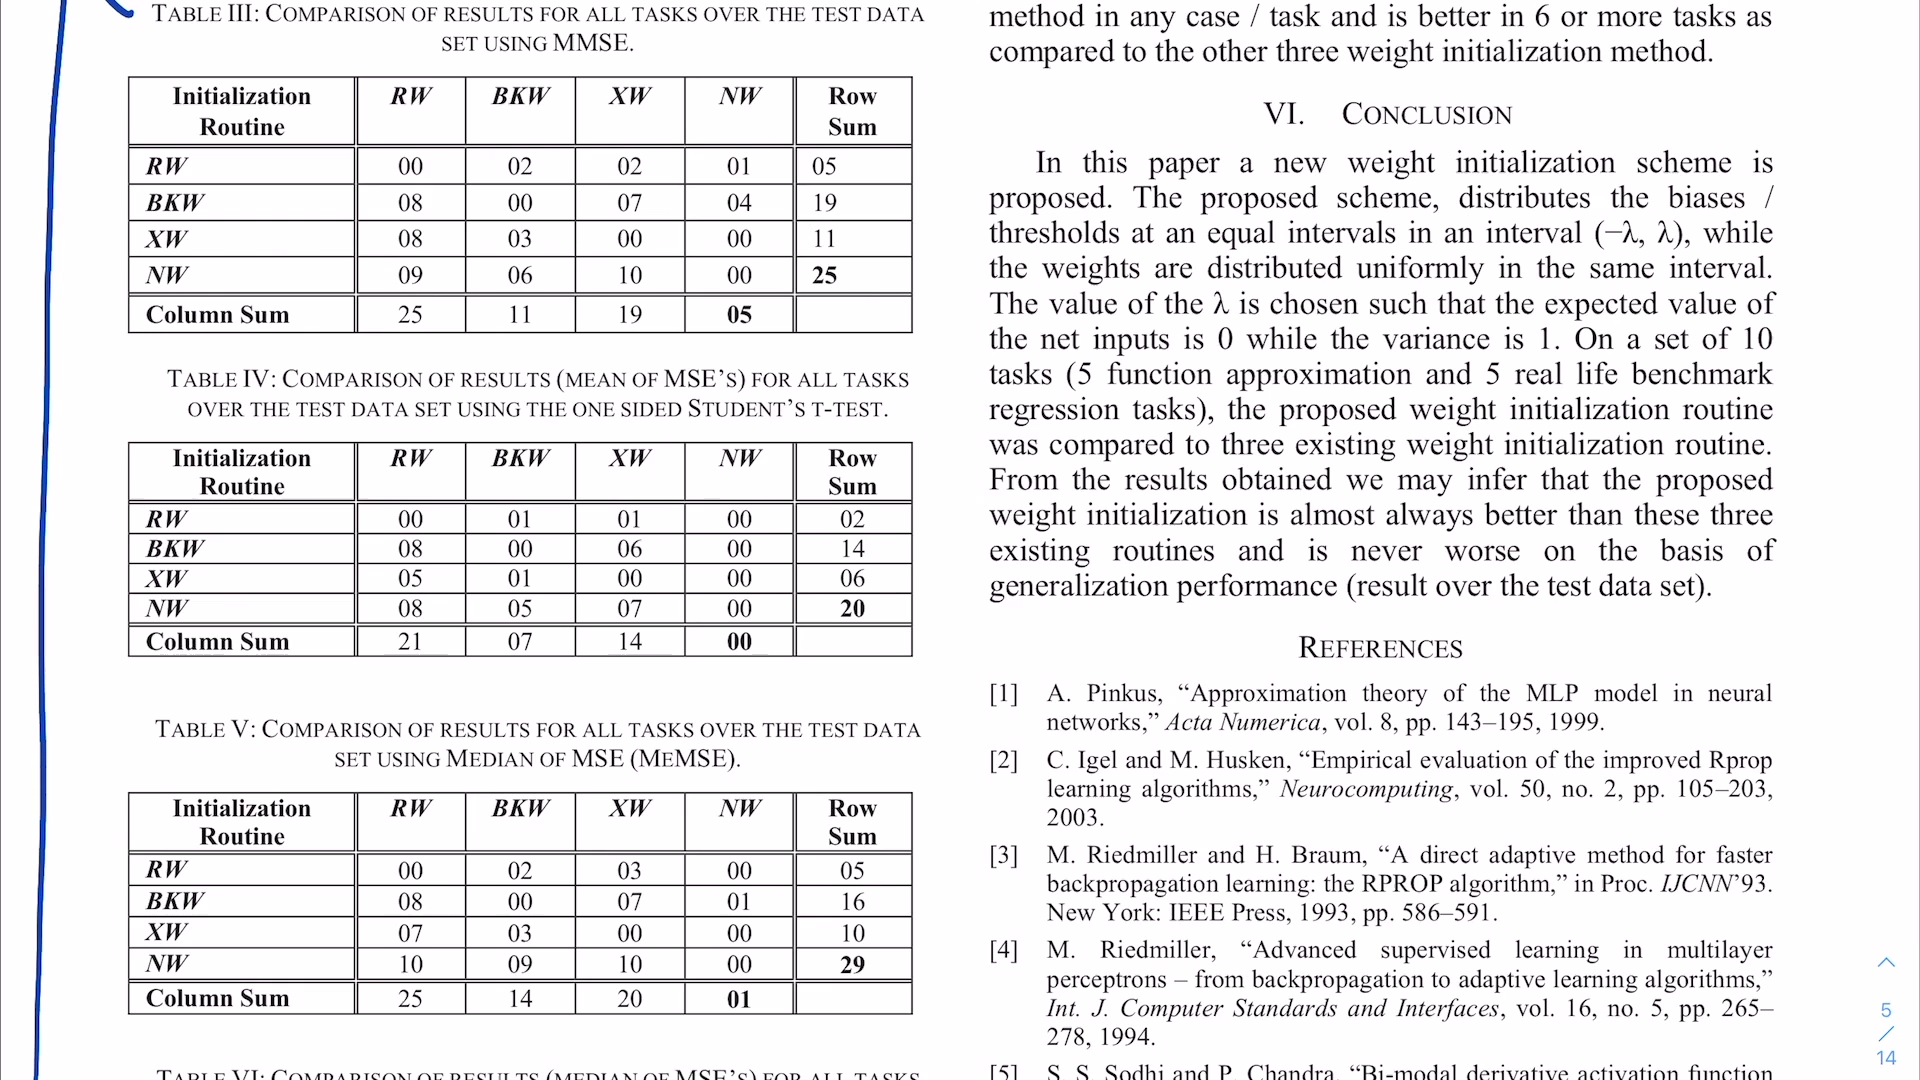 TABLE III: COMPARISON OF RESULTS FOR ALL TASKS OVER THE TEST DATA
SET USING MMSE.
Initialization Routine RW BKW XW NW Row Sum
RW 00 02 02 01 05
BKW 08 00 07 04 19
XW 08 03 00 00 11
NW 09 06 10 00 25
Column Sum 25 11 19 05
TABLE IV: COMPARISON OF RESULTS (MEAN OF MSE’S) FOR ALL TASKS
OVER THE TEST DATA SET USING THE ONE SIDED STUDENT’S T-TEST.
Initialization Routine RW BKW XW NW Row Sum
RW 00 01 01 00 02
BKW 08 00 06 00 14
XW 05 01 00 00 06
NW 08 05 07 00 20
Column Sum 21 07 14 00
TABLE V: COMPARISON OF RESULTS FOR ALL TASKS OVER THE TEST DATA
SET USING MEDIAN OF MSE (MEMSE).
Initialization Routine RW BKW XW NW Row Sum
RW 00 02 03 00 05
BKW 08 00 07 01 16
XW 07 03 00 00 10
NW 10 09 10 00 29
Column Sum 25 14 20 01
TABLE VI: COMPARISON OF RESULTS (MEDIAN OF MSE’S) FOR ALL TASKS
method in any case / task and is better in 6 or more tasks as
compared to the other three weight initialization method.
VI. CONCLUSION
In this paper a new weight initialization scheme is
proposed. The proposed scheme, distributes the biases /
thresholds at an equal intervals in an interval (−λ, λ), while
the weights are distributed uniformly in the same interval.
The value of the λ is chosen such that the expected value of
the net inputs is 0 while the variance is 1. On a set of 10
tasks (5 function approximation and 5 real life benchmark
regression tasks), the proposed weight initialization routine
was compared to three existing weight initialization routine.
From the results obtained we may infer that the proposed
weight initialization is almost always better than these three
existing routines and is never worse on the basis of
generalization performance (result over the test data set).
REFERENCES
[1] A. Pinkus, “Approximation theory of the MLP model in neural
networks,” Acta Numerica, vol. 8, pp. 143–195, 1999.
[2] C. Igel and M. Husken, “Empirical evaluation of the improved Rprop
learning algorithms,” Neurocomputing, vol. 50, no. 2, pp. 105–203,
2003.
[3] M. Riedmiller and H. Braum, “A direct adaptive method for faster
backpropagation learning: the RPROP algorithm,” in Proc. IJCNN’93.
New York: IEEE Press, 1993, pp. 586–591.
[4] M. Riedmiller, “Advanced supervised learning in multilayer
perceptrons – from backpropagation to adaptive learning algorithms,”
Int. J. Computer Standards and Interfaces, vol. 16, no. 5, pp. 265–
278, 1994.
[5] S. S. Sodhi and P. Chandra, “Bi-modal derivative activation function
5
/
14